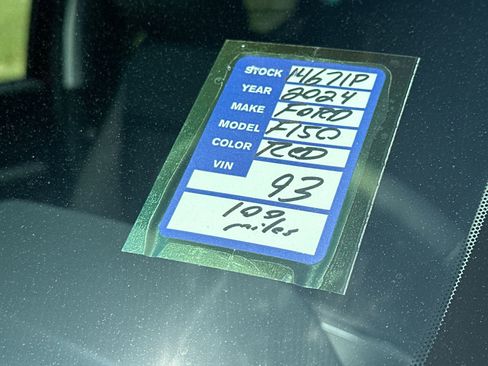 STOCK 14671P
YEAR 2024
MAKE FORD
MODEL F150
COLOR RED
VIN 93
109
miles